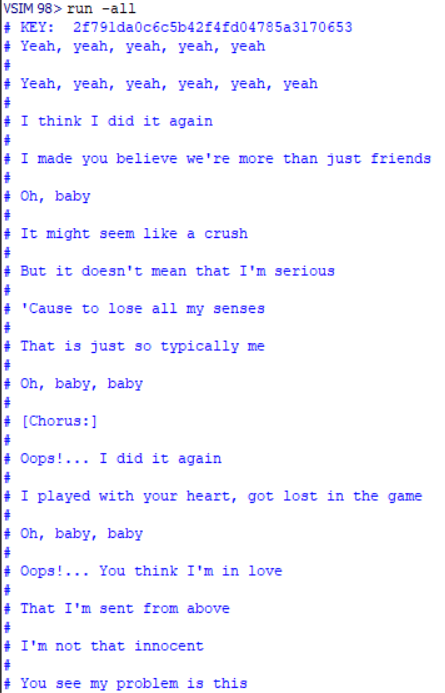 VSIM 98> run -all
# KEY:  2f791da0c6c5b42f4fd04785a3170653
# Yeah, yeah, yeah, yeah, yeah
#
# Yeah, yeah, yeah, yeah, yeah, yeah
#
# I think I did it again
#
# I made you believe we're more than just friends
#
# Oh, baby
#
# It might seem like a crush
#
# But it doesn't mean that I'm serious
#
# 'Cause to lose all my senses
#
# That is just so typically me
#
# Oh, baby, baby
#
# [Chorus:]
#
# Oops!... I did it again
#
# I played with your heart, got lost in the game
#
# Oh, baby, baby
#
# Oops!... You think I'm in love
#
# That I'm sent from above
#
# I'm not that innocent
#
# You see my problem is this